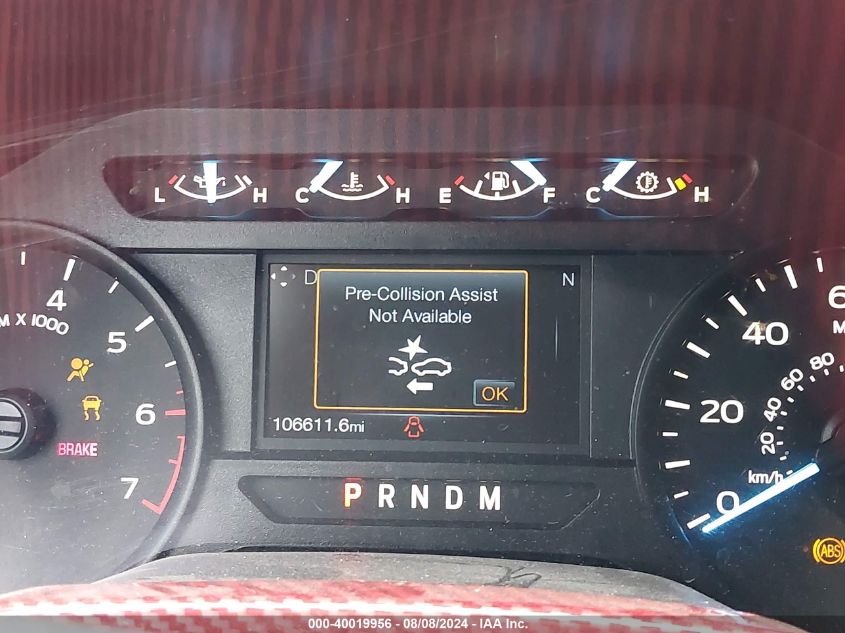 L H C H E F C H
D N
Pre-Collision Assist
Not Available
OK
106611.6mi
4
M X 1000
5
6
BRAKE
7
P R N D M
6
M
40
80
60
20
40
20
km/h
0
ABS
000-40019956 - 08/08/2024 - IAA Inc.